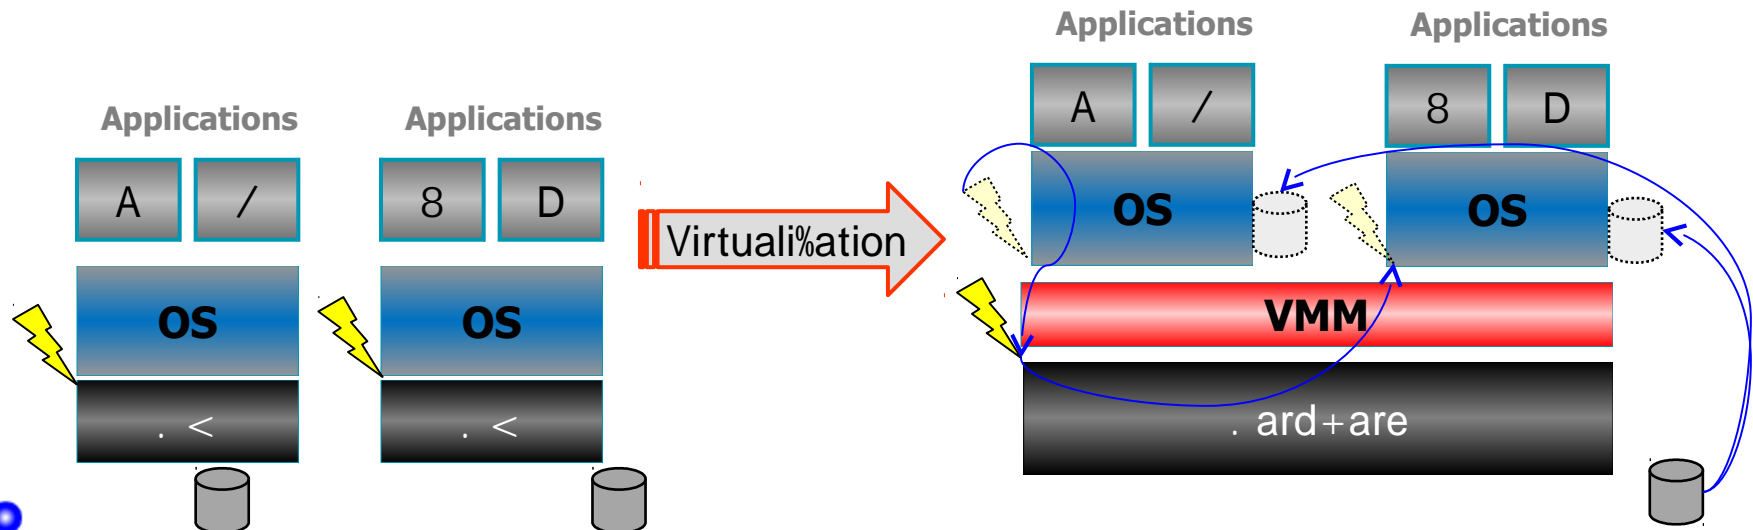 Applications
A /
OS
. <
Applications
8 D
OS
. <
Virtuali%ation
Applications
A /
OS
Applications
8 D
OS
VMM
. ard+are